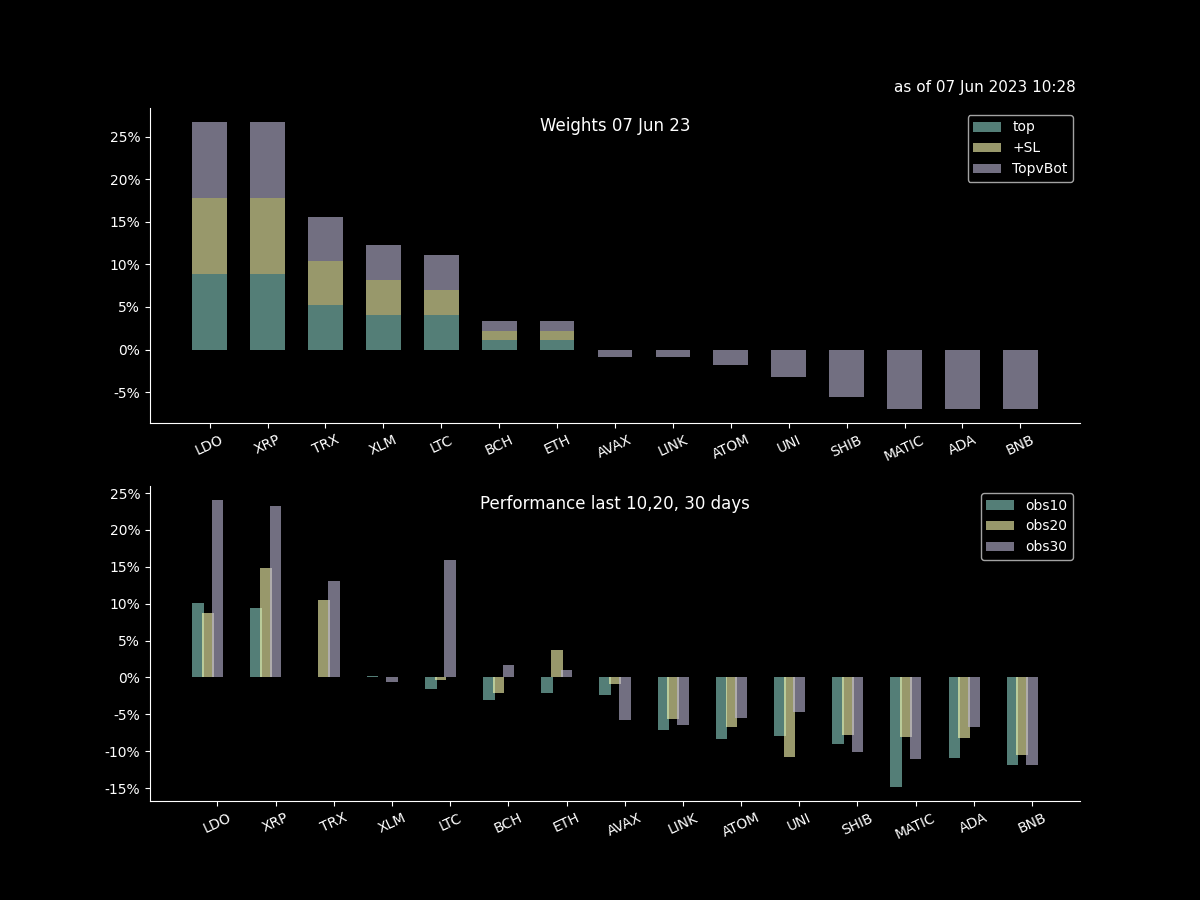 as of 07 Jun 2023 10:28
Weights 07 Jun 23
top
+SL
TopvBot
25%
20%
15%
10%
5%
0%
-5%
LDO XRP TRX XLM LTC BCH ETH AVAX LINK ATOM UNI SHIB MATIC ADA BNB
Performance last 10,20, 30 days
obs10
obs20
obs30
25%
20%
15%
10%
5%
0%
-5%
-10%
-15%
LDO XRP TRX XLM LTC BCH ETH AVAX LINK ATOM UNI SHIB MATIC ADA BNB